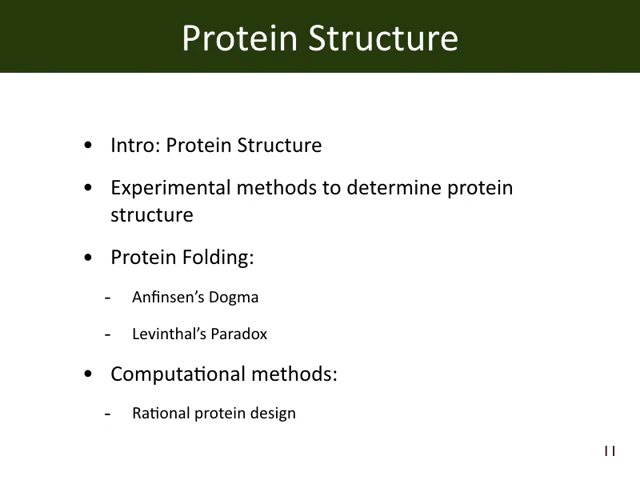 Protein Structure
• Intro: Protein Structure
• Experimental methods to determine protein
structure
• Protein Folding:
- Anfinsen's Dogma
- Levinthal's Paradox
• Computational methods:
- Rational protein design
11